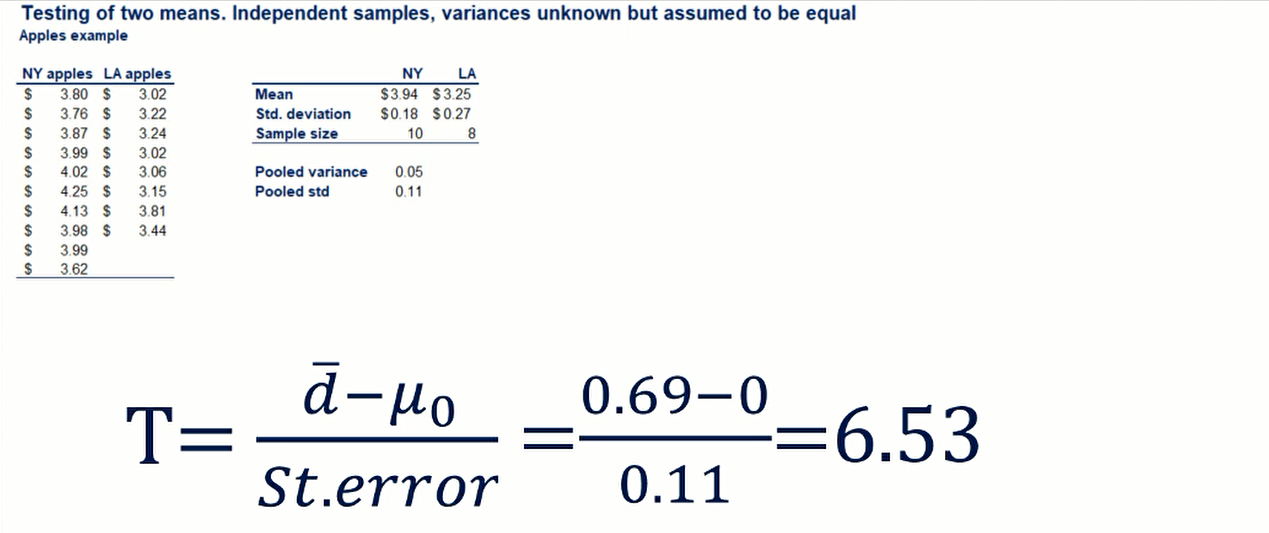 Testing of two means. Independent samples, variances unknown but assumed to be equal
Apples example
NY apples LA apples
$ 3.80 $ 3.02
$ 3.76 $ 3.22
$ 3.87 $ 3.24
$ 3.99 $ 3.02
$ 4.02 $ 3.06
$ 4.25 $ 3.15
$ 4.13 $ 3.81
$ 3.98 $ 3.44
$ 3.99
$ 3.62
NY LA
Mean $3.94 $3.25
Std. deviation $0.18 $0.27
Sample size 10 8
Pooled variance 0.05
Pooled std 0.11
T= (d̅−μ₀)/(St.error) = (0.69−0)/(0.11) =6.53